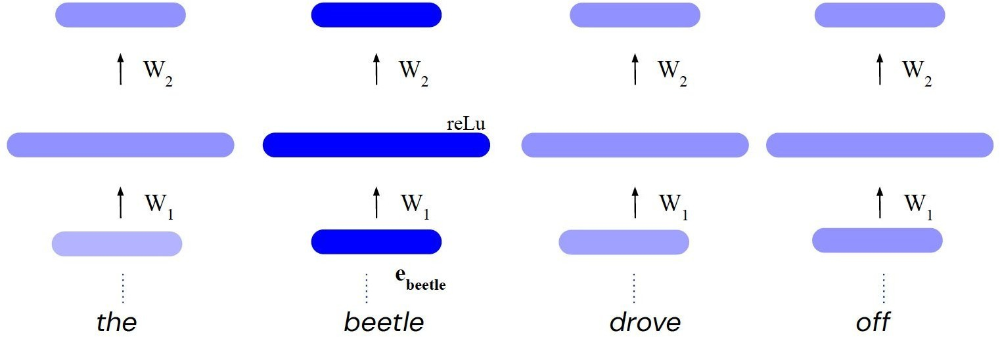 W2 W2 W2 W2
reLu
W1 W1 W1 W1
ebeetle
the beetle drove off